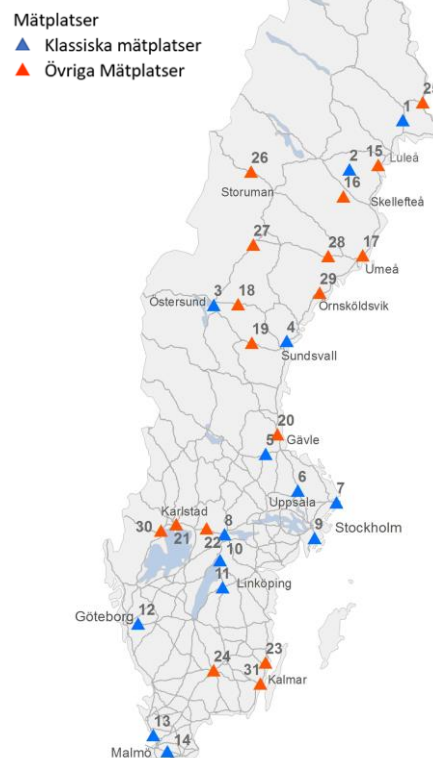 Mätplatser
Klassiska mätplatser
Övriga Mätplatser
25
1
15
Luleå
2
26
16
Storuman
Skellefteå
27
28
17
Umeå
29
3
18
Östersund
Örnsköldsvik
19
4
Sundsvall
20
Gävle
5
6
7
Uppsala
Karlstad
30
21
22
8
9
Stockholm
10
11
Linköping
12
Göteborg
23
24
31
Kalmar
13
14
Malmö